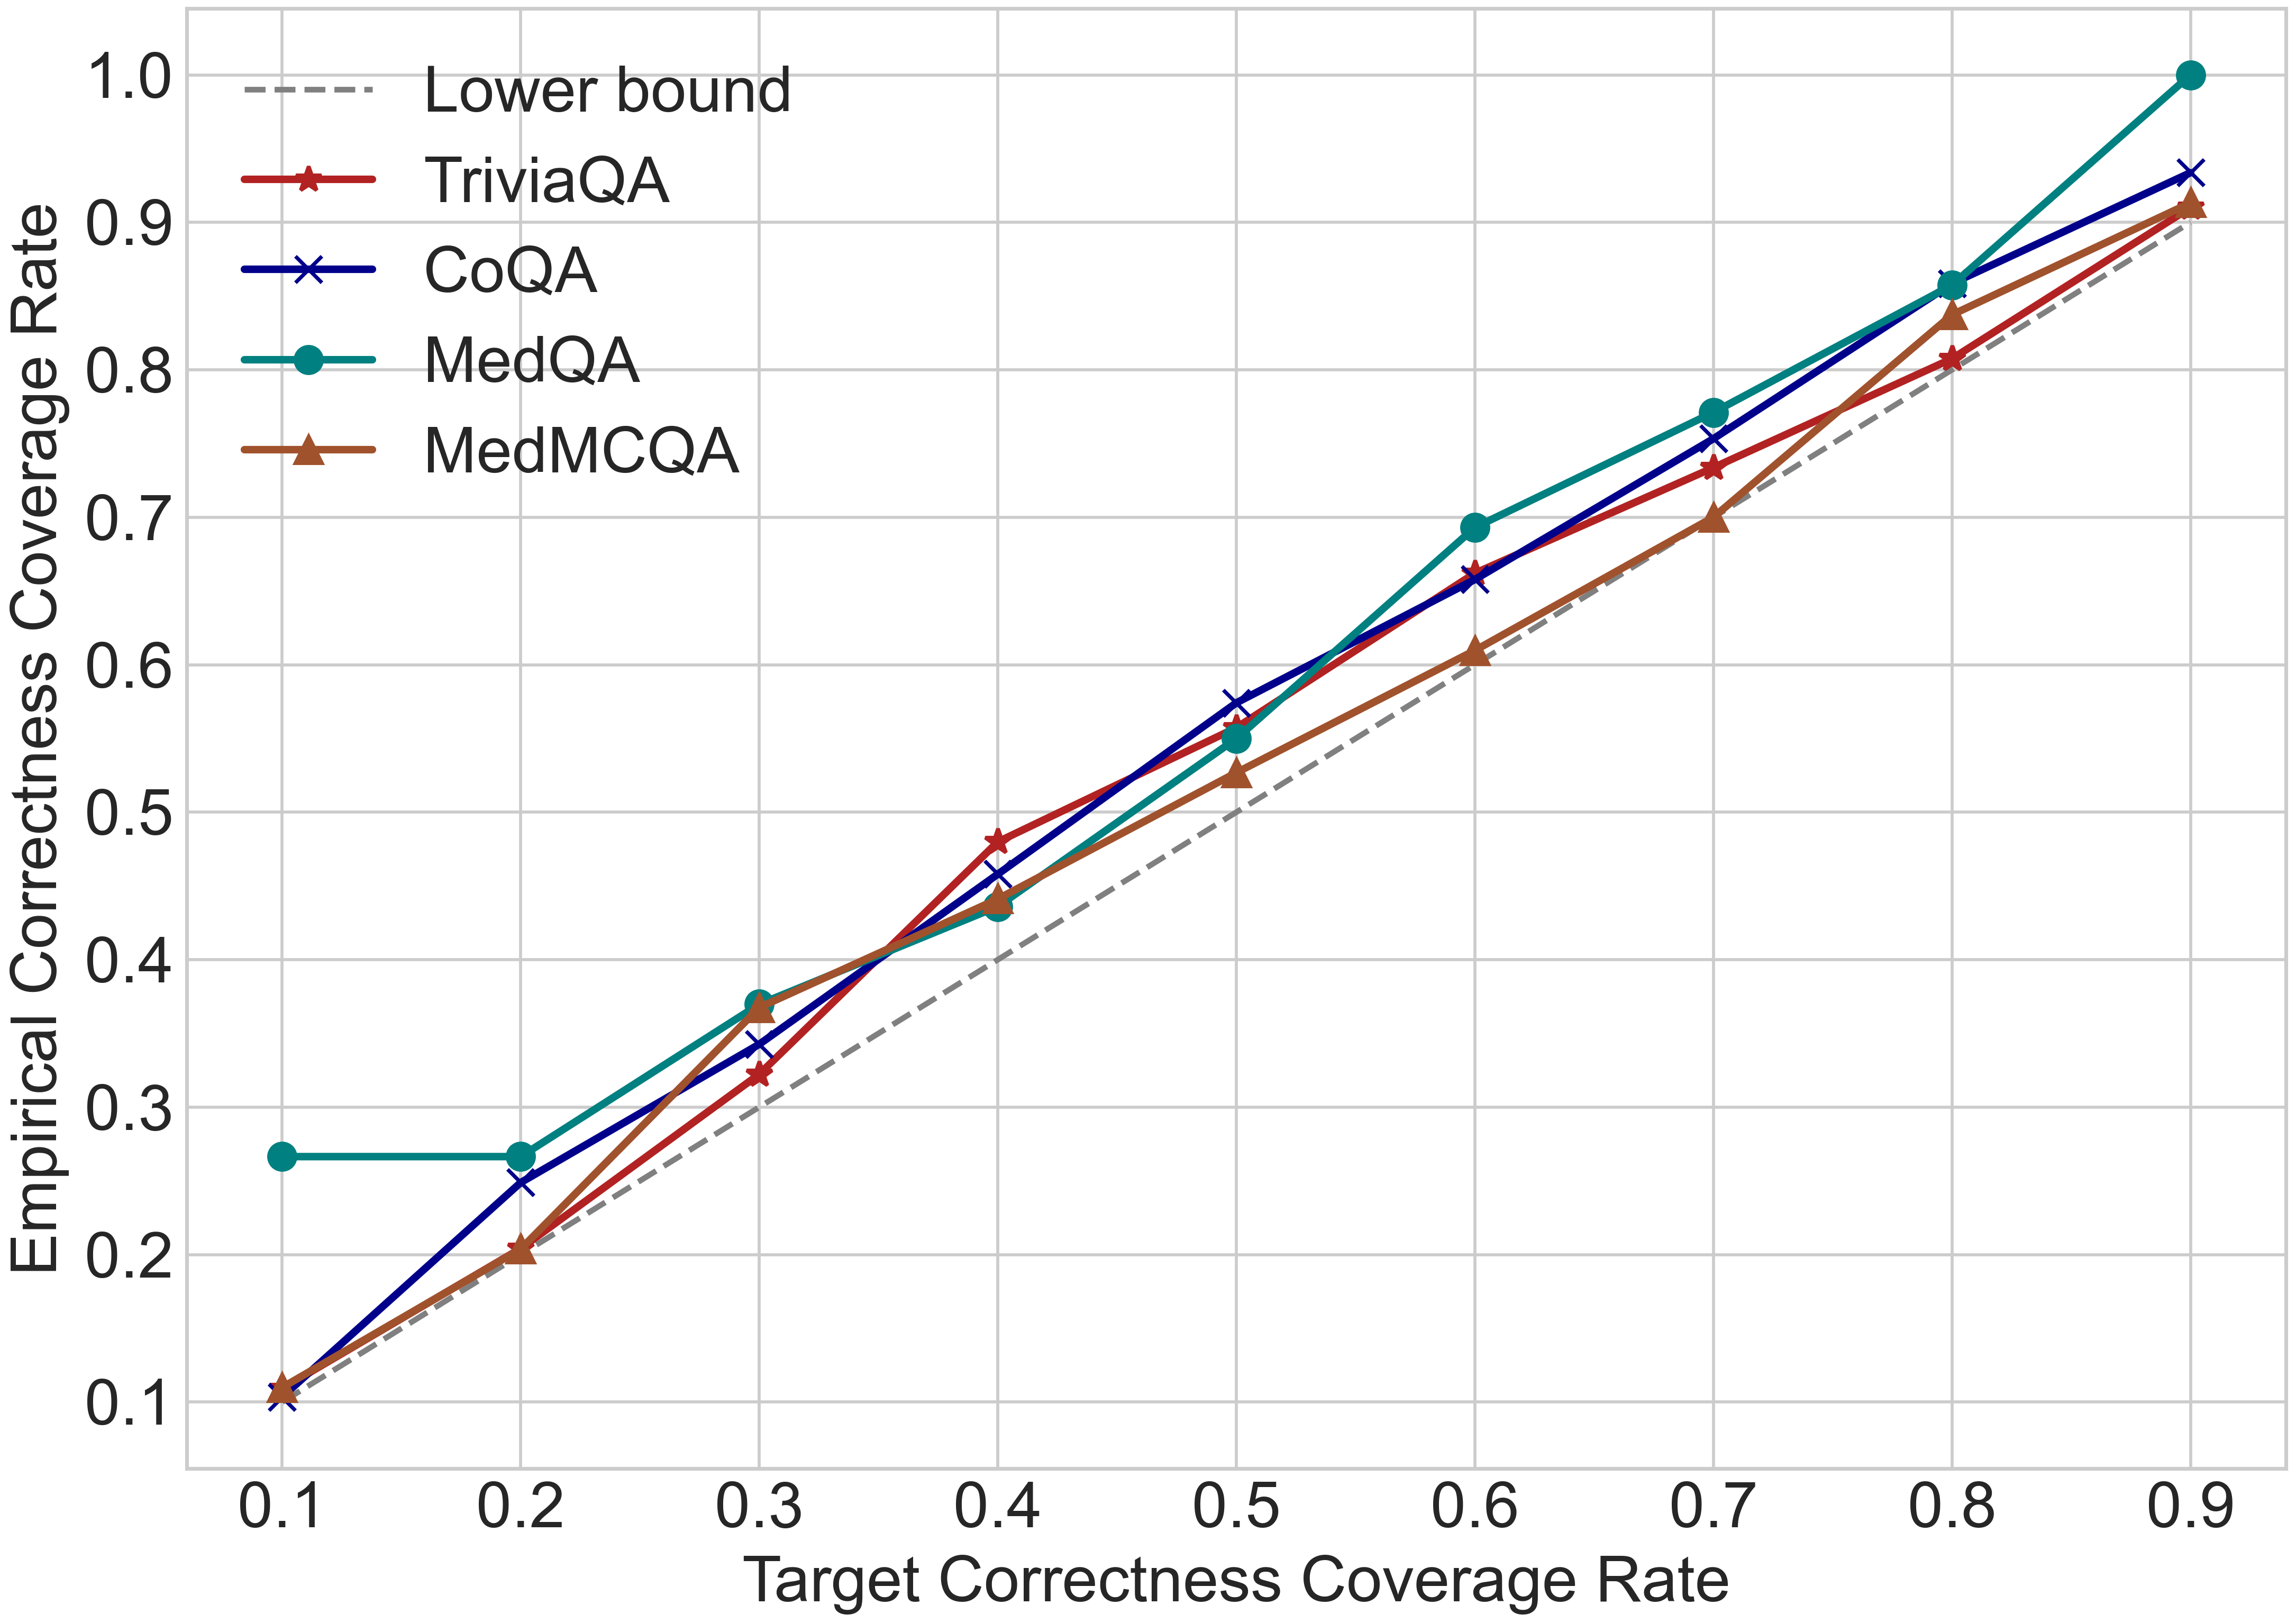 Lower bound
TriviaQA
CoQA
MedQA
MedMCQA
Empirical Correctness Coverage Rate
1.0
0.9
0.8
0.7
0.6
0.5
0.4
0.3
0.2
0.1
0.1 0.2 0.3 0.4 0.5 0.6 0.7 0.8 0.9
Target Correctness Coverage Rate